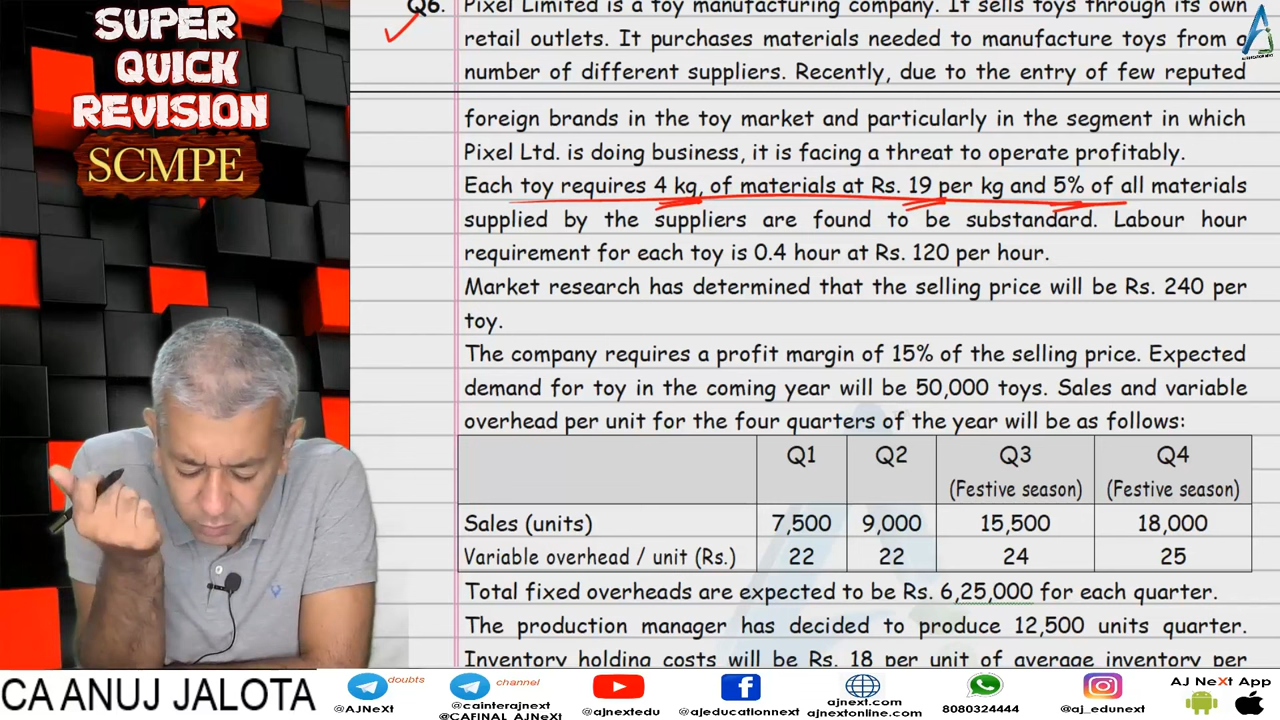 SUPER
QUICK
REVISION
SCMPE
Q6. Pixel Limited is a toy manufacturing company. It sells toys through its own
retail outlets. It purchases materials needed to manufacture toys from a
number of different suppliers. Recently, due to the entry of few reputed
foreign brands in the toy market and particularly in the segment in which
Pixel Ltd. is doing business, it is facing a threat to operate profitably.
Each toy requires 4 kg, of materials at Rs. 19 per kg and 5% of all materials
supplied by the suppliers are found to be substandard. Labour hour
requirement for each toy is 0.4 hour at Rs. 120 per hour.
Market research has determined that the selling price will be Rs. 240 per
toy.
The company requires a profit margin of 15% of the selling price. Expected
demand for toy in the coming year will be 50,000 toys. Sales and variable
overhead per unit for the four quarters of the year will be as follows:
Q1 Q2 Q3 Q4
(Festive season) (Festive season)
Sales (units) 7,500 9,000 15,500 18,000
Variable overhead / unit (Rs.) 22 22 24 25
Total fixed overheads are expected to be Rs. 6,25,000 for each quarter.
The production manager has decided to produce 12,500 units quarter.
Inventory holding costs will be Rs. 18 per unit of average inventory per
CA ANUJ JALOTA
doubts
@AJNeXt
channel
@cainterajnext
@CAFINAL_AJNeXt
@ajnextedu
@ajeducationnext
ajnext.com
ajnextonline.com
8080324444
@aj_edunext
AJ NeXt App